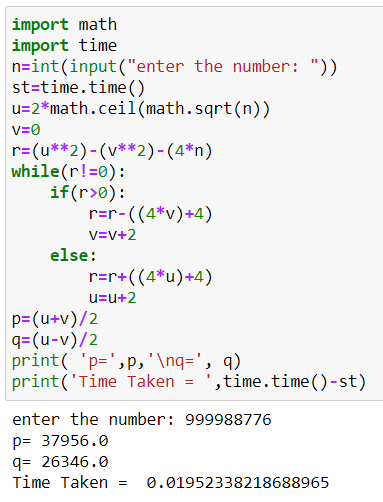 import math
import time
n=int(input("enter the number: "))
st=time.time()
u=2*math.ceil(math.sqrt(n))
v=0
r=(u**2)-(v**2)-(4*n)
while(r!=0):
    if(r>0):
        r=r-((4*v)+4)
        v=v+2
    else:
        r=r+((4*u)+4)
        u=u+2
p=(u+v)/2
q=(u-v)/2
print( 'p=',p,'\nq=', q)
print('Time Taken = ',time.time()-st)
enter the number: 999988776
p= 37956.0
q= 26346.0
Time Taken =  0.01952338218688965